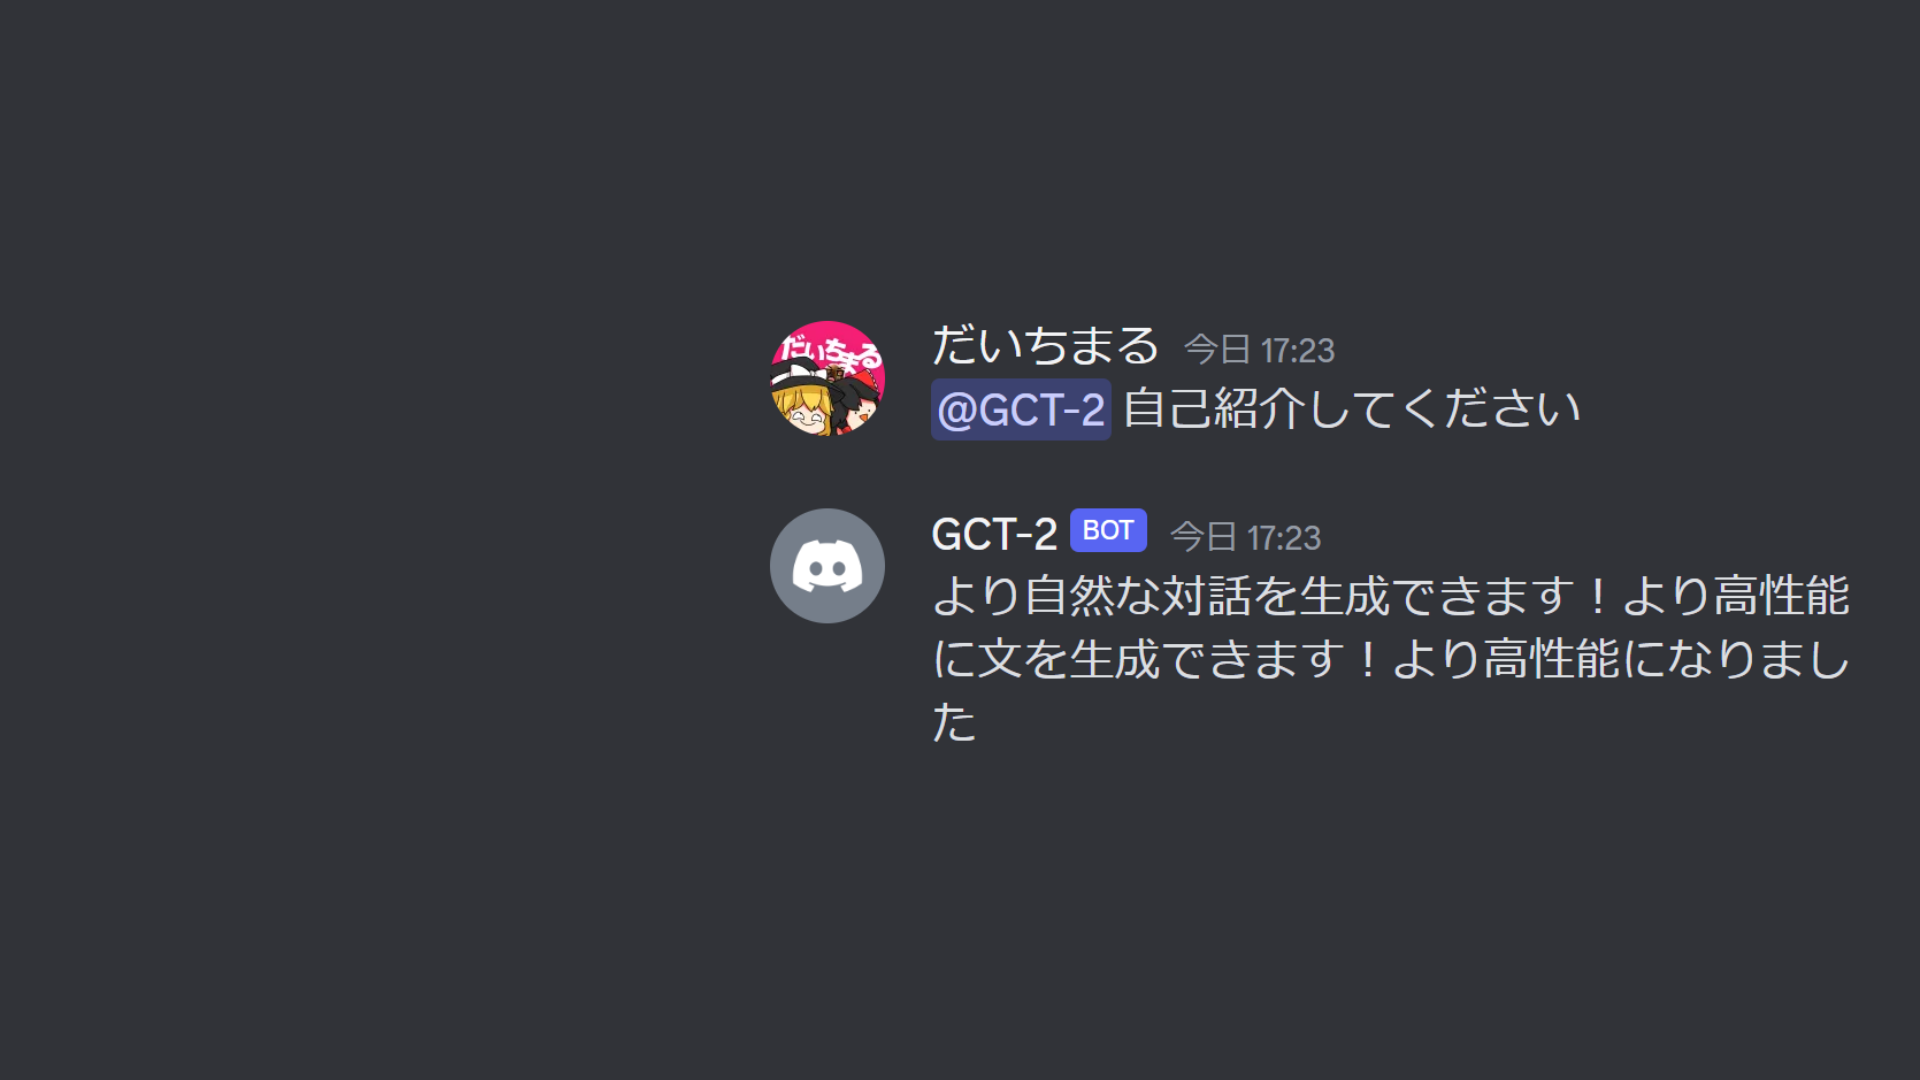 だいちまる
だいちまる 今日 17:23
@GCT-2 自己紹介してください
GCT-2 BOT 今日 17:23
より自然な対話を生成できます！より高性能
に文を生成できます！より高性能になりまし
た